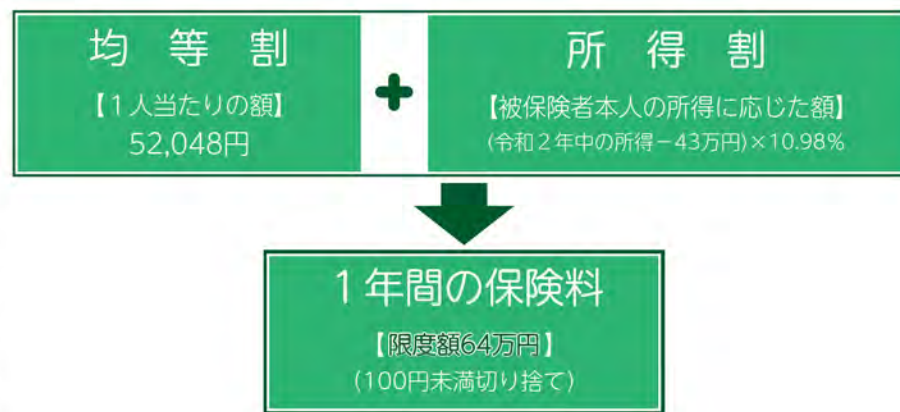 均 等 割
【1人当たりの額】
52,048円
+
所 得 割
【被保険者本人の所得に応じた額】
(令和2年中の所得－43万円)×10.98%
1年間の保険料
【限度額64万円】
(100円未満切り捨て)